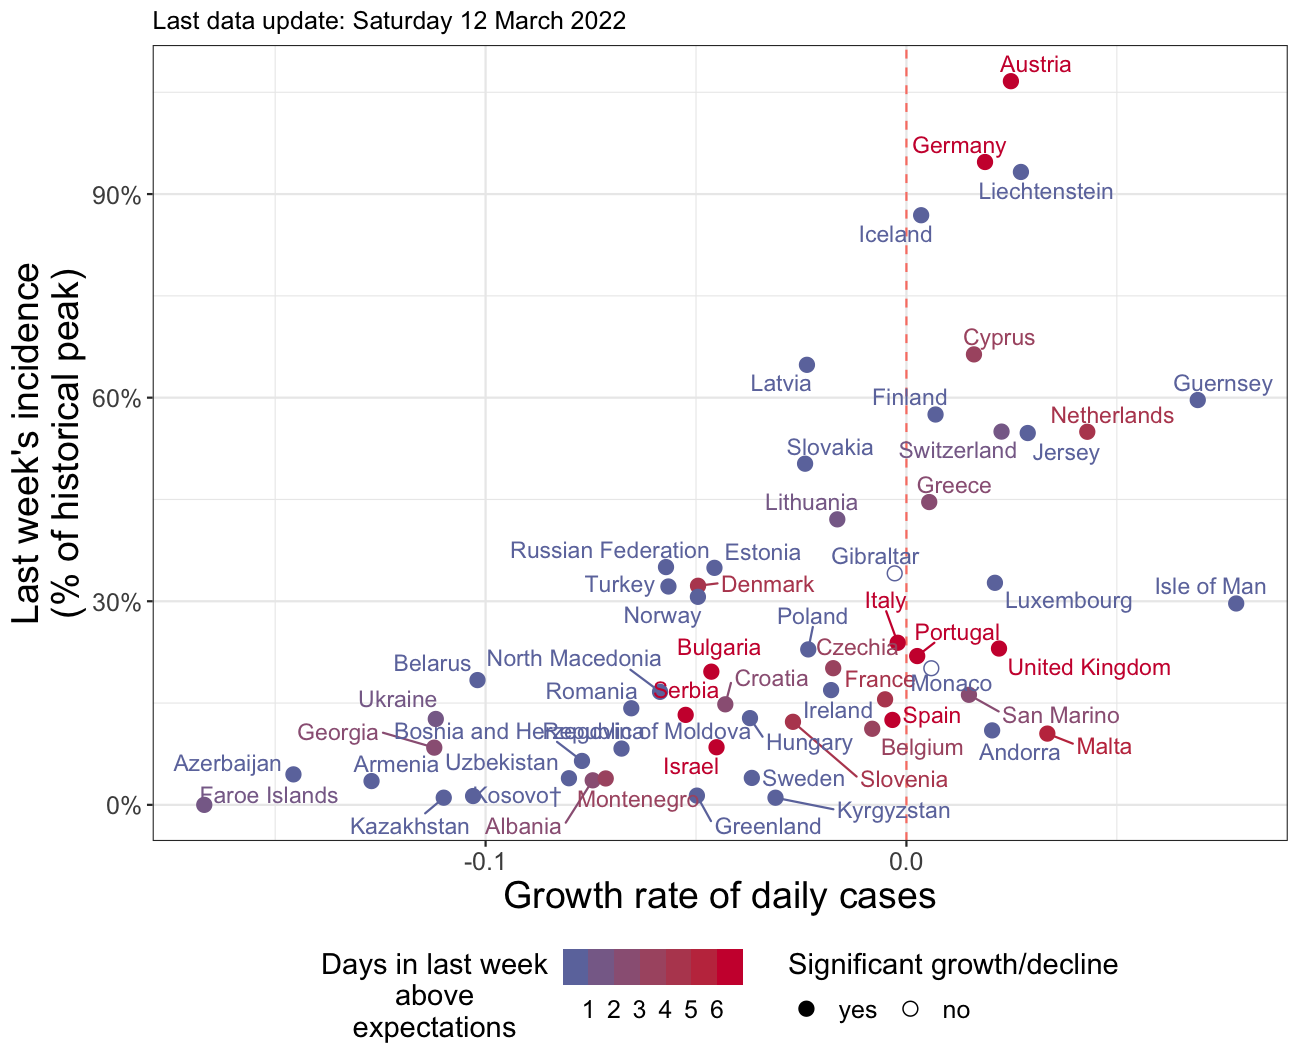 Last data update: Saturday 12 March 2022
Austria
Germany
Liechtenstein
90%
Iceland
Cyprus
Latvia
Guernsey
60%
Finland
Netherlands
Switzerland
Jersey
Slovakia
Greece
Lithuania
Russian Federation
Estonia
Gibraltar
Turkey
Denmark
Isle of Man
30%
Italy
Luxembourg
Norway
Poland
Portugal
Bulgaria
Czechia
North Macedonia
Belarus
United Kingdom
Croatia
France
Monaco
Serbia
Romania
Ukraine
Ireland
Spain
San Marino
Georgia
Bosnia and Herzegovina
Republic of Moldova
Hungary
Belgium
Malta
Andorra
Azerbaijan
Armenia
Uzbekistan
Israel
Sweden
Slovenia
Faroe Islands
Kosovo†
Montenegro
0%
Kazakhstan
Albania
Greenland
Kyrgyzstan
-0.1
0.0
Last week's incidence
(% of historical peak)
Growth rate of daily cases
Days in last week
above
expectations
1 2 3 4 5 6
Significant growth/decline
yes
no